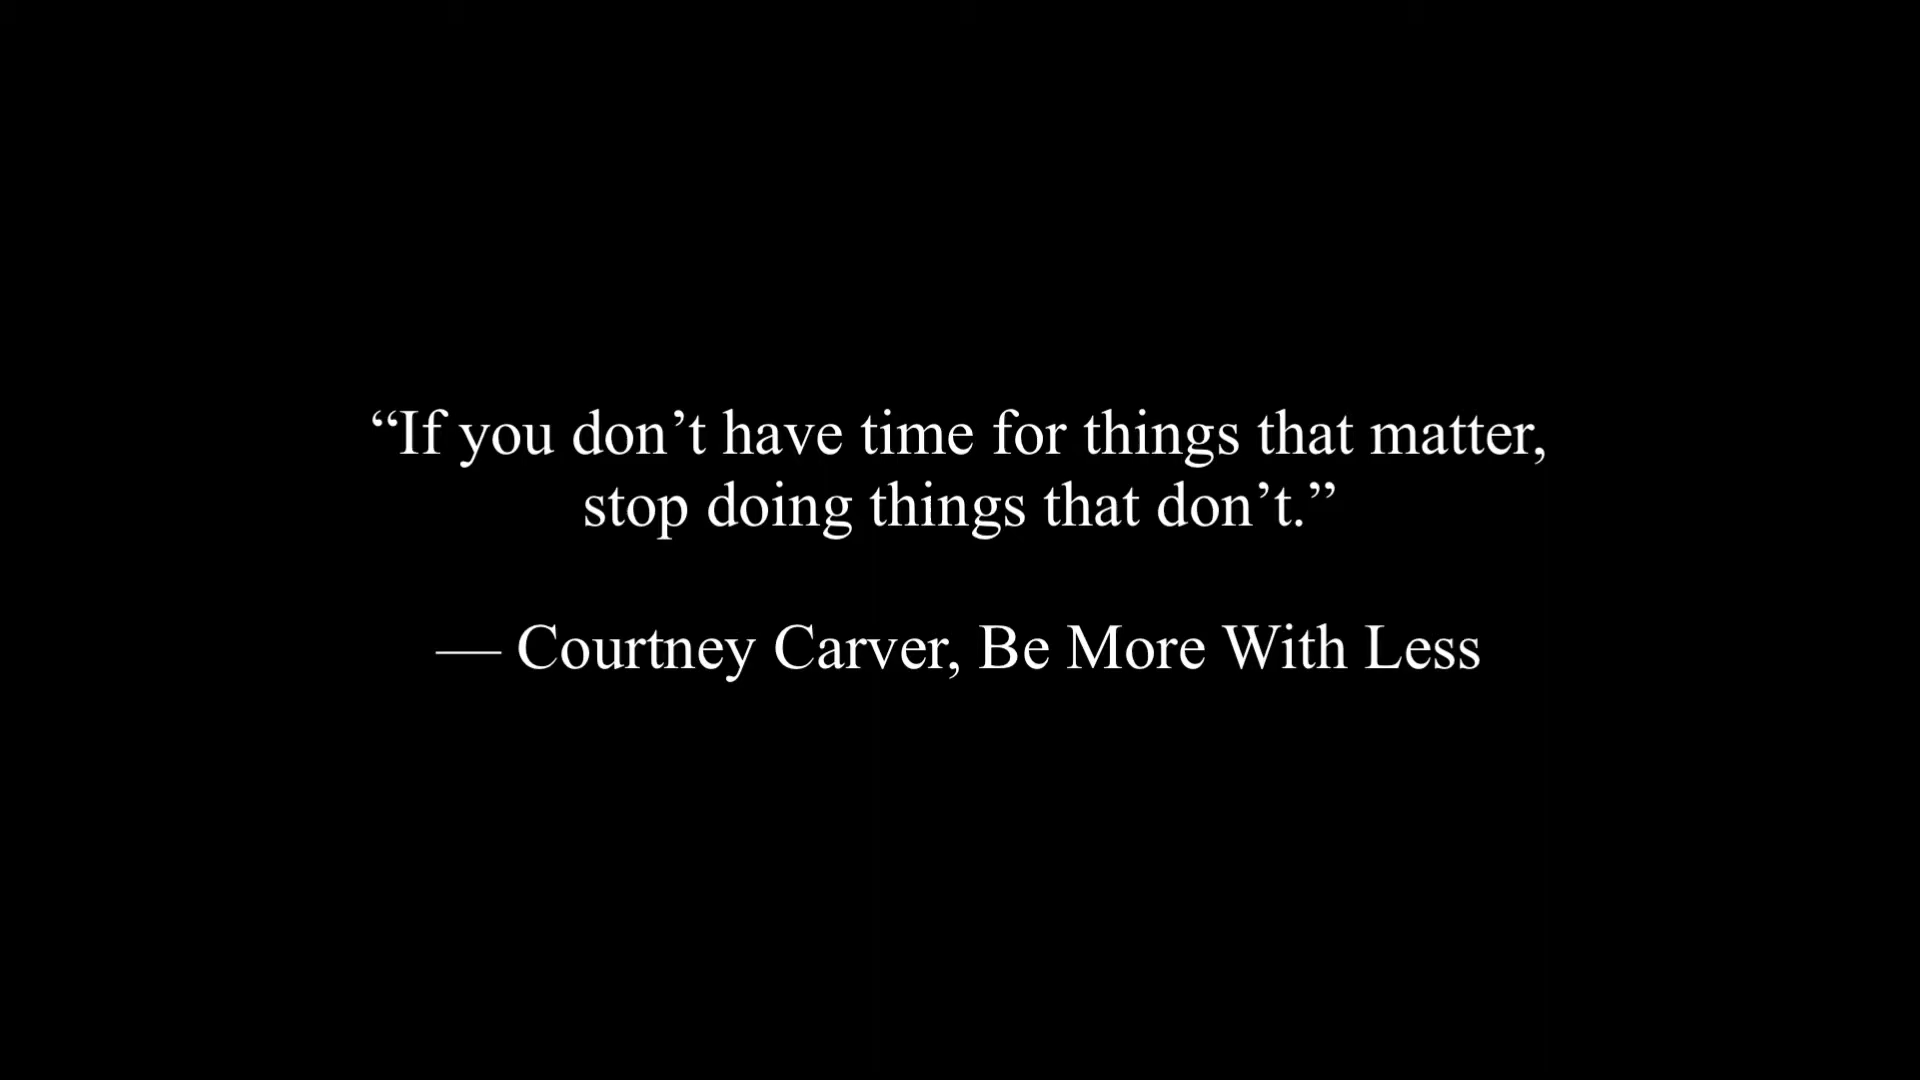 “If you don’t have time for things that matter,
stop doing things that don’t.”
— Courtney Carver, Be More With Less